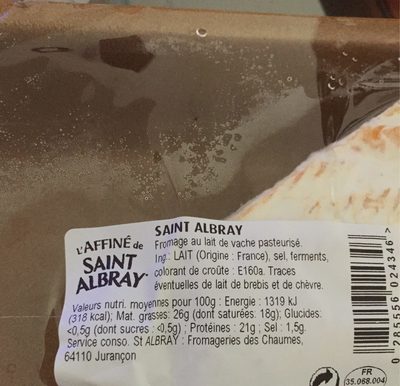 L'AFFINÉ de
SAINT
ALBRAY
SAINT ALBRAY
Fromage au lait de vache pasteurisé.
Ing.: LAIT (Origine : France), sel, ferments,
colorant de croûte : E160a. Traces
éventuelles de lait de brebis et de chèvre.
Valeurs nutri. moyennes pour 100g : Energie : 1319 kJ
(318 kcal); Mat. grasses: 26g (dont saturées: 18g); Glucides:
<0,5g (dont sucres : <0,5g) ; Protéines : 21g ; Sel : 1,5g.
Service conso. St ALBRAY : Fromageries des Chaumes,
64110 Jurançon
0 285556 024346 >
FR
35.068.004